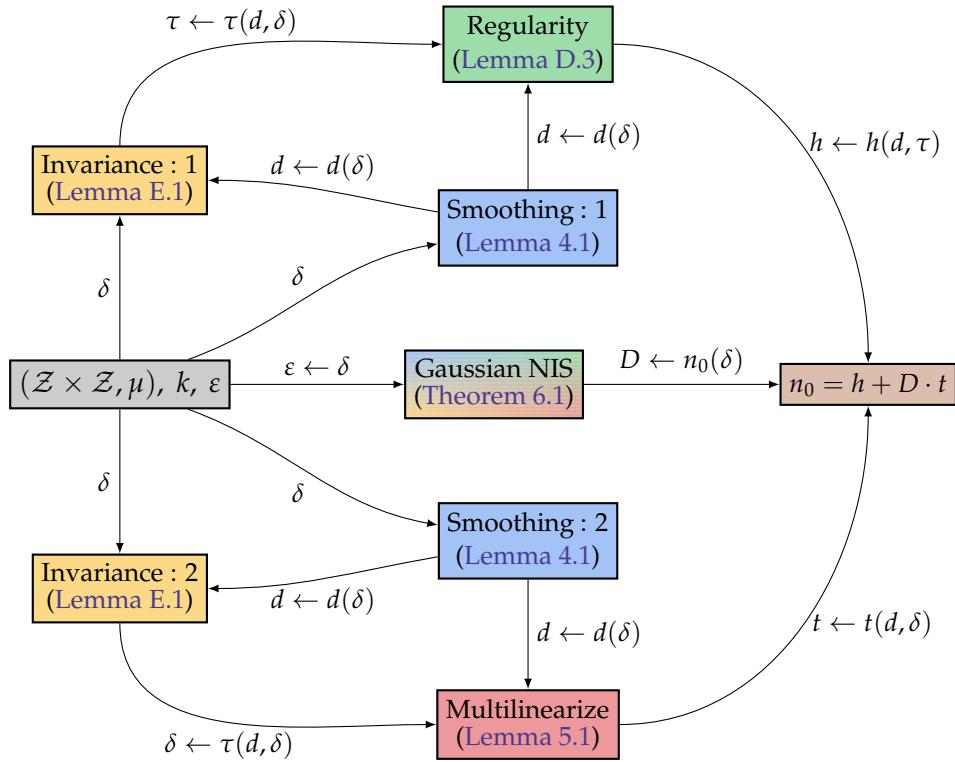 τ ← τ(d, δ)
Regularity
(Lemma D.3)
d ← d(δ)
h ← h(d, τ)
Invariance : 1
(Lemma E.1)
d ← d(δ)
Smoothing : 1
(Lemma 4.1)
δ
δ
(𝒵 × 𝒵, μ), k, ε
ε ← δ
Gaussian NIS
(Theorem 6.1)
D ← n₀(δ)
n₀ = h + D · t
δ
δ
Smoothing : 2
(Lemma 4.1)
Invariance : 2
(Lemma E.1)
d ← d(δ)
d ← d(δ)
t ← t(d, δ)
Multilinearize
(Lemma 5.1)
δ ← τ(d, δ)